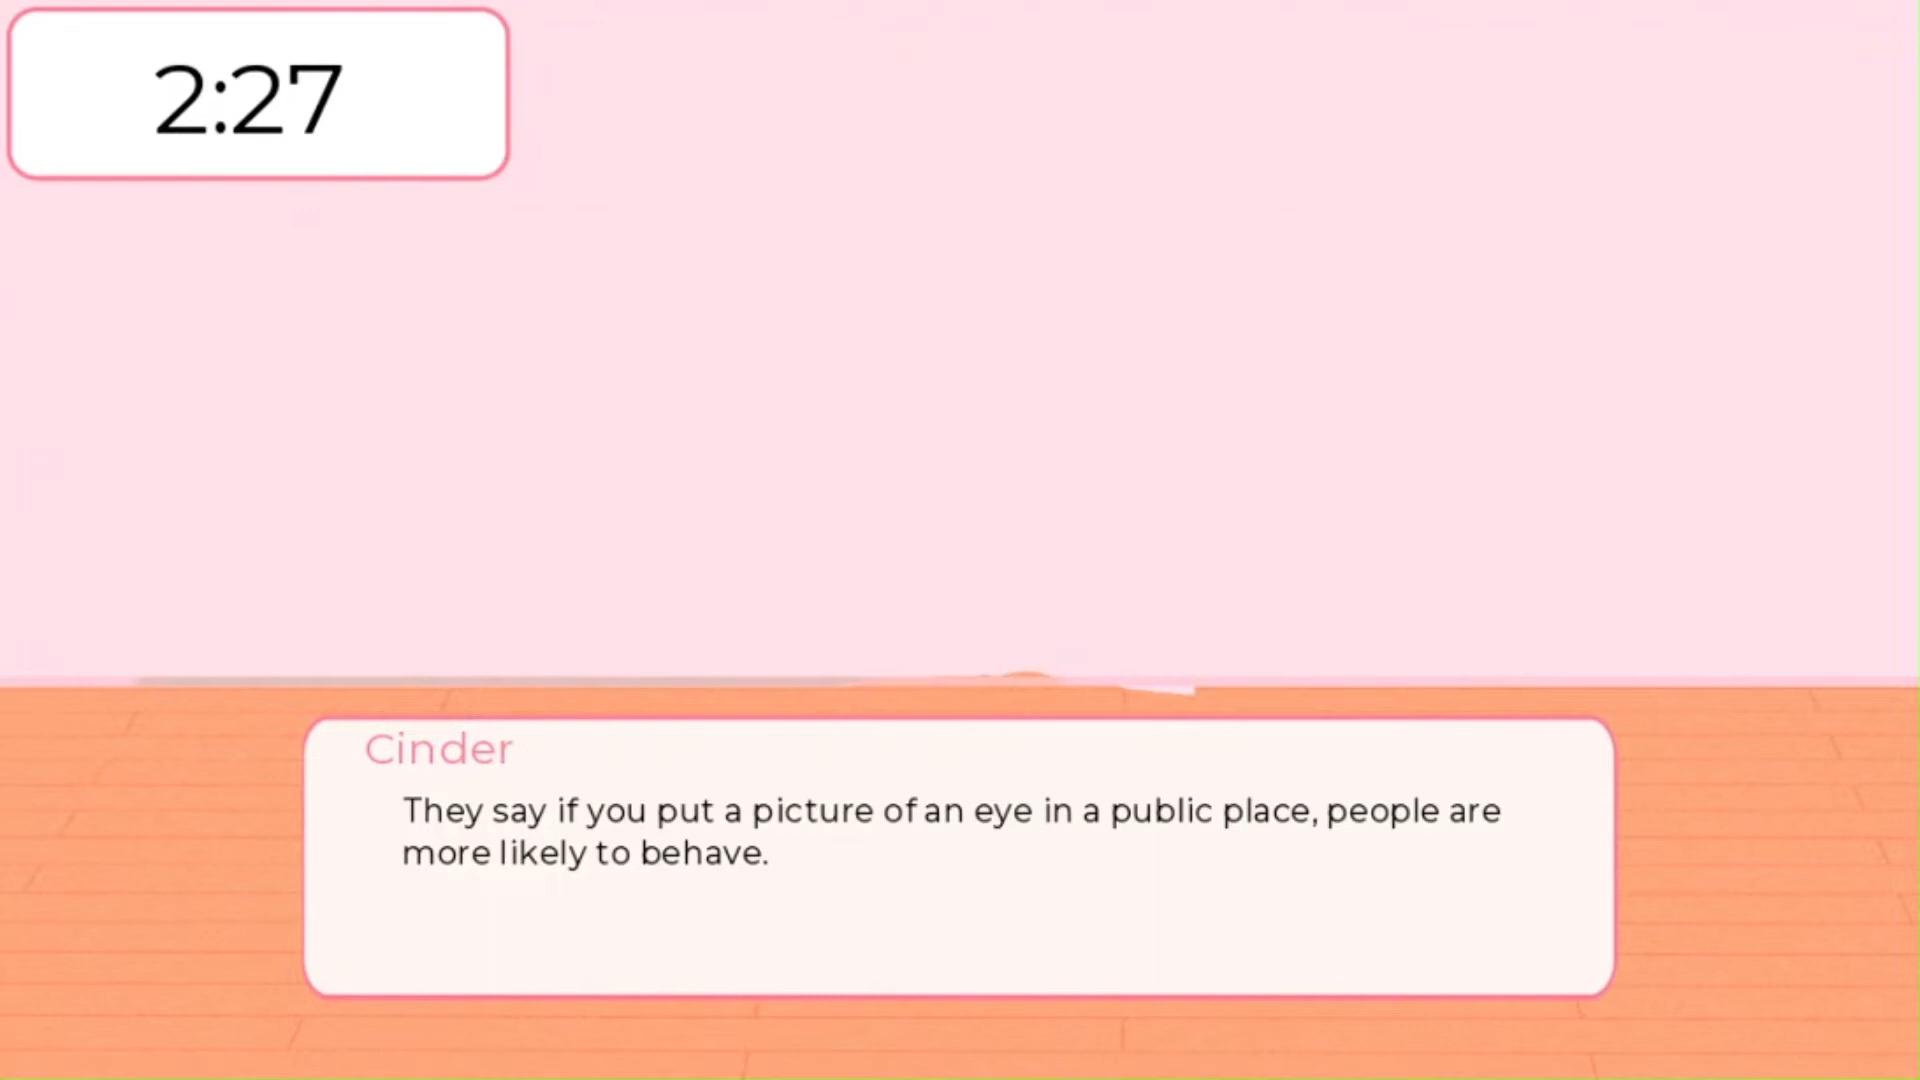 2:27
Cinder
They say if you put a picture of an eye in a public place, people are
more likely to behave.